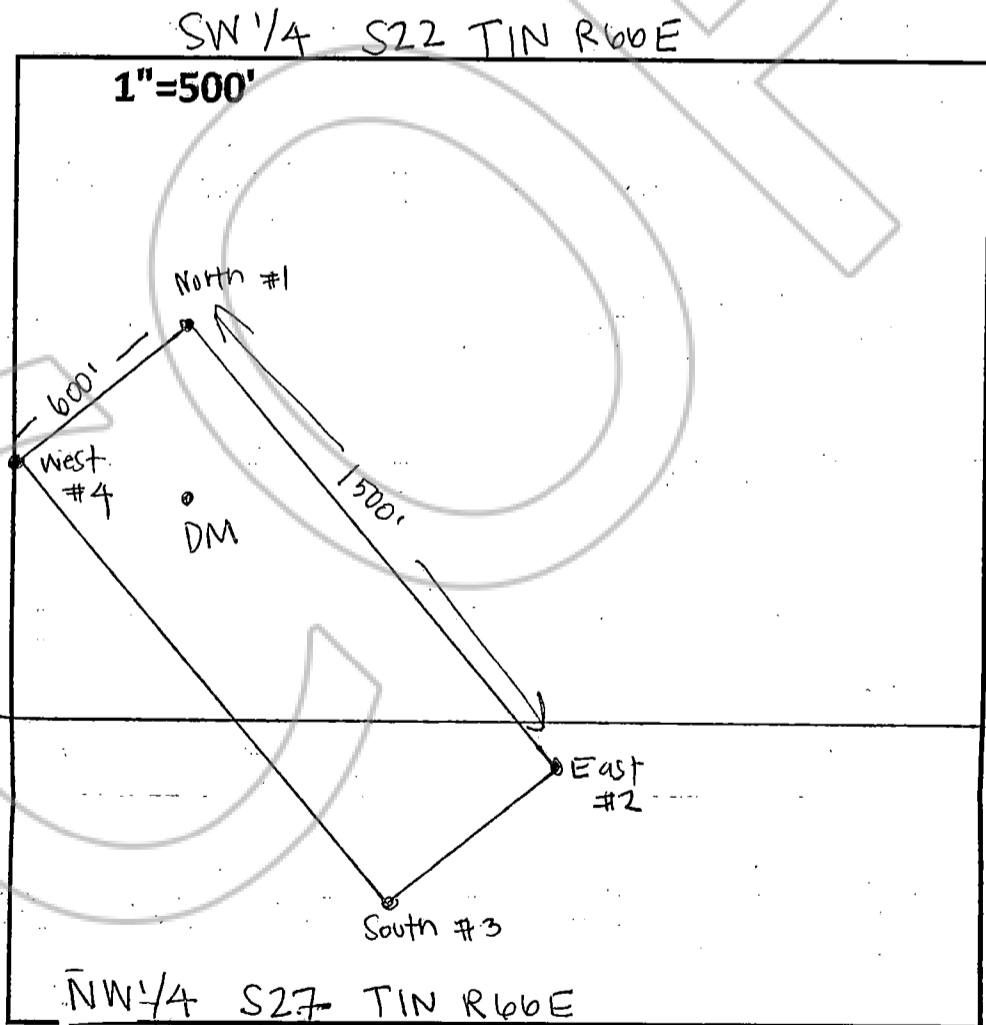 SW 1/4 S22 T1N R66E
1"=500'
North #1
600'
West
#4
DM
1500'
East
#2
South #3
NW 1/4 S27 T1N R66E
COP